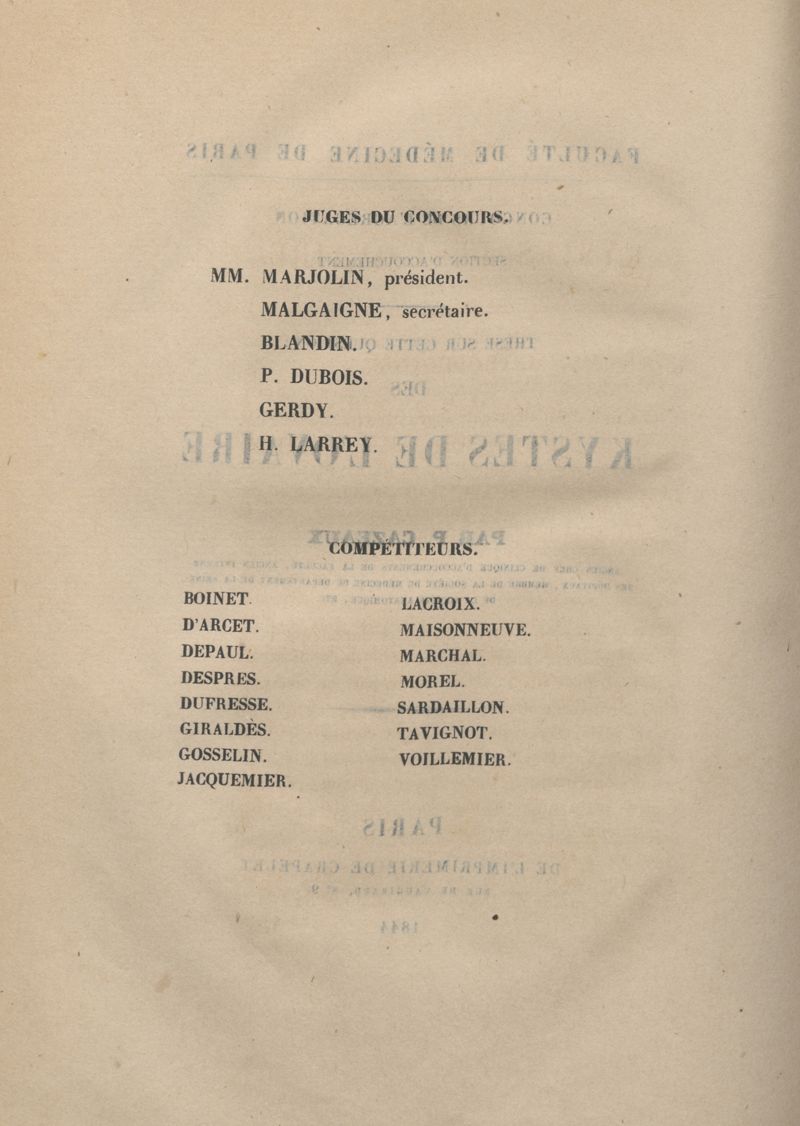 JUGES DU CONCOURS.
MM. MARJOLIN, président.
MALGAIGNE, secrétaire.
BLANDIN.
P. DUBOIS.
GERDY.
H. LARREY.
COMPÉTITEURS.
BOINET.
D'ARCET.
DEPAUL.
DESPRES.
DUFRESSE.
GIRALDÈS.
GOSSELIN.
JACQUEMIER.
LACROIX.
MAISONNEUVE.
MARCHAL.
MOREL.
SARDAILLON.
TAVIGNOT.
VOILLEMIER.